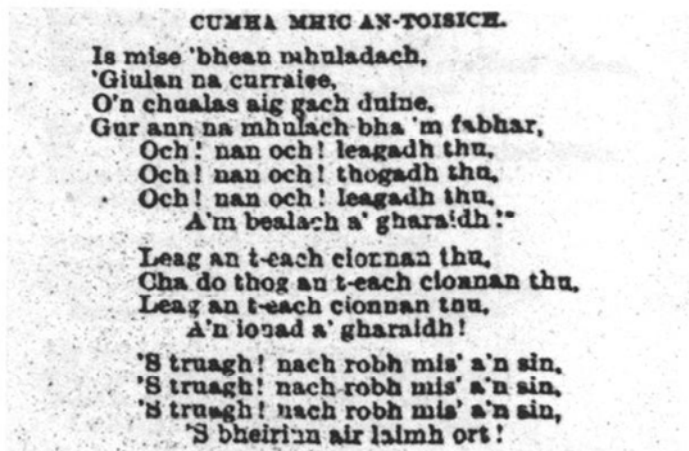 CUMHA MHIC AN-TOISICH.
Is mise 'bhean mhuladach,
'Giulan na curraice,
O'n chualas aig gach duine,
Gur ann na mhulach bha 'm fabhar,
Och! nan och! leagadh thu,
Och! nan och! thogadh thu,
Och! nan och! leagadh thu,
A'm bealach a' gharaidh!"
Leag an t-each cionnan thu,
Cha do thog an t-each cionnan thu,
Leag an t-each cionnan thu,
A'n ionad a' gharaidh!
'S truagh! nach robh mis' a'n sin,
'S truagh! nach robh mis' a'n sin,
'S truagh! nach robh mis' a'n sin,
'S bheirinn air laimh ort!